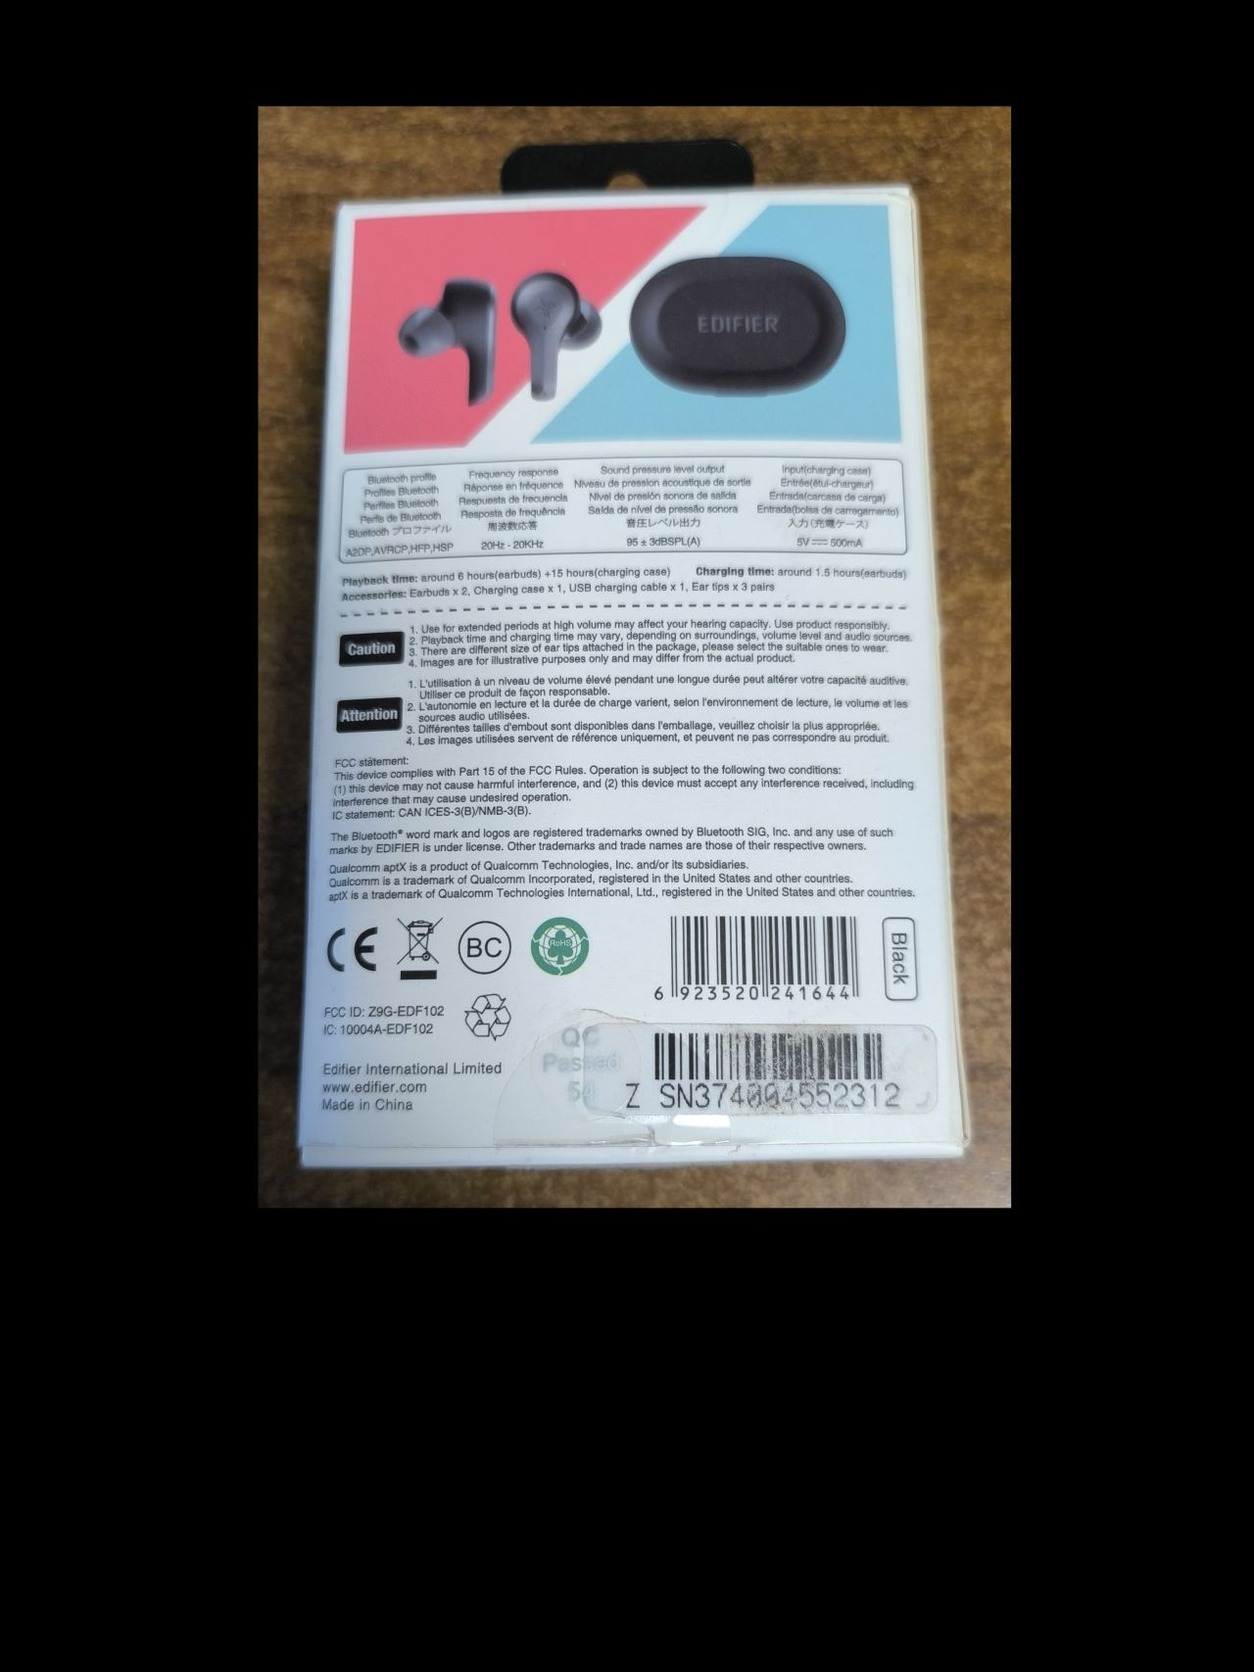 EDIFIER
Bluetooth profile
Profiles Bluetooth
Perfiles Bluetooth
Perfis de Bluetooth
Bluetooth プロファイル
A2DP,AVRCP,HFP,HSP
Frequency response
Réponse en fréquence
Respuesta de frecuencia
Resposta de frequência
周波数応答
20Hz - 20KHz
Sound pressure level output
Niveau de pression acoustique de sortie
Nivel de presión sonora de salida
Saída de nível de pressão sonora
音圧レベル出力
95 ± 3dBSPL(A)
Input(charging case)
Entrée(étui-chargeur)
Entrada(carcasa de carga)
Entrada(bolsa de carregamento)
入力(充電ケース)
5V ⎓ 500mA
Playback time: around 6 hours(earbuds) +15 hours(charging case) Charging time: around 1.5 hours(earbuds)
Accessories: Earbuds x 2, Charging case x 1, USB charging cable x 1, Ear tips x 3 pairs
Caution
1. Use for extended periods at high volume may affect your hearing capacity. Use product responsibly.
2. Playback time and charging time may vary, depending on surroundings, volume level and audio sources.
3. There are different size of ear tips attached in the package, please select the suitable ones to wear.
4. Images are for illustrative purposes only and may differ from the actual product.
Attention
1. L'utilisation à un niveau de volume élevé pendant une longue durée peut altérer votre capacité auditive.
Utiliser ce produit de façon responsable.
2. L'autonomie en lecture et la durée de charge varient, selon l'environnement de lecture, le volume et les
sources audio utilisées.
3. Différentes tailles d'embout sont disponibles dans l'emballage, veuillez choisir la plus appropriée.
4. Les images utilisées servent de référence uniquement, et peuvent ne pas correspondre au produit.
FCC statement:
This device complies with Part 15 of the FCC Rules. Operation is subject to the following two conditions:
(1) this device may not cause harmful interference, and (2) this device must accept any interference received, including
interference that may cause undesired operation.
IC statement: CAN ICES-3(B)/NMB-3(B).
The Bluetooth® word mark and logos are registered trademarks owned by Bluetooth SIG, Inc. and any use of such
marks by EDIFIER is under license. Other trademarks and trade names are those of their respective owners.
Qualcomm aptX is a product of Qualcomm Technologies, Inc. and/or its subsidiaries.
Qualcomm is a trademark of Qualcomm Incorporated, registered in the United States and other countries.
aptX is a trademark of Qualcomm Technologies International, Ltd., registered in the United States and other countries.
CE
BC
RoHS
6 923520 241644
Black
FCC ID: Z9G-EDF102
IC: 10004A-EDF102
QC
Passed
54
Z SN374004552312
Edifier International Limited
www.edifier.com
Made in China